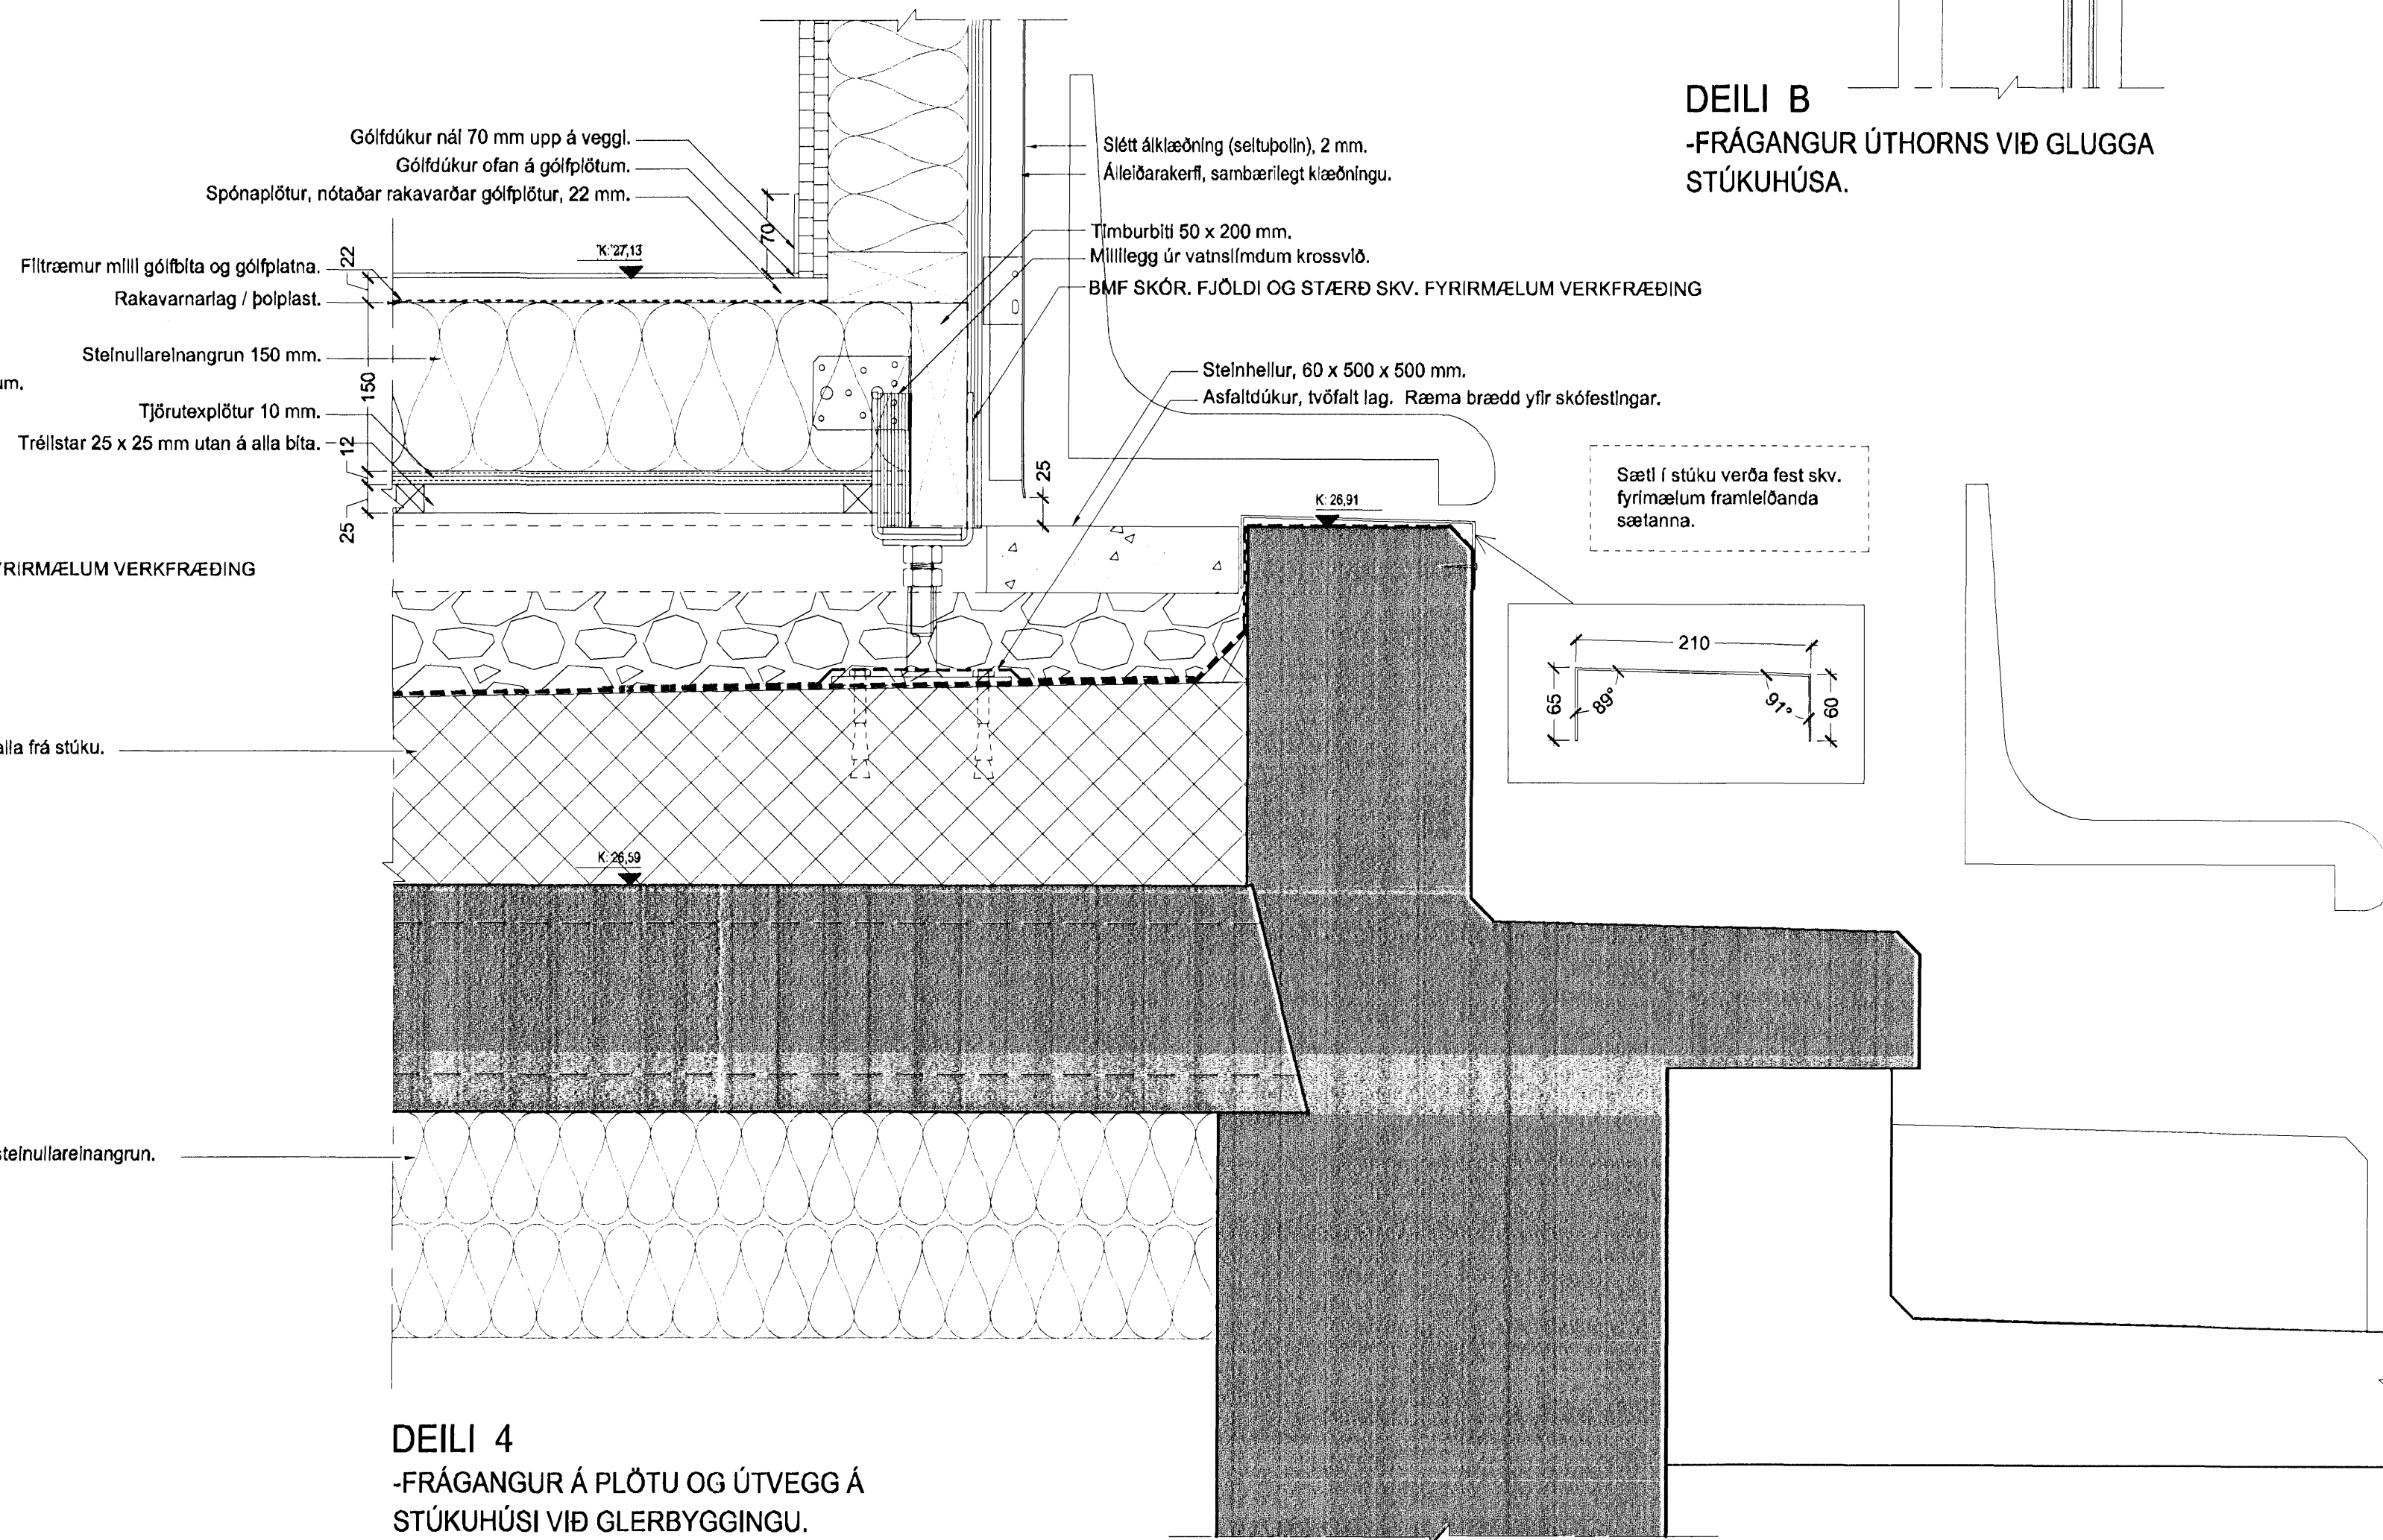 DEILI B
-FRÁGANGUR ÚTHORNS VIÐ GLUGGA
STÚKUHÚSA.
Gólfdúkur nái 70 mm upp á veggi.
Gólfdúkur ofan á gólfplötum.
Spónaplötur, nótaðar rakavarðar gólfplötur, 22 mm.
Filtræmur milli gólfbita og gólfplatna.
Rakavarnarlag / þolplast.
Steinullareinangrun 150 mm.
um.
Tjörutexplötur 10 mm.
Trélistar 25 x 25 mm utan á alla bita.
YRIRMÆLUM VERKFRÆÐING
alla frá stúku.
steinullareinangrun.
22
150
12
25
70
K: 27,13
Slétt álklæðning (seltuþolin), 2 mm.
Álleiðarakerfi, sambærilegt klæðningu.
Timburbiti 50 x 200 mm.
Millilegg úr vatnslímdum krossvið.
BMF SKÓR. FJÖLDI OG STÆRÐ SKV. FYRIRMÆLUM VERKFRÆÐING
Steinhellur, 60 x 500 x 500 mm.
Asfaltdúkur, tvöfalt lag. Ræma brædd yfir skófestingar.
25
K: 26,91
Sæti í stúku verða fest skv.
fyrimælum framleiðanda
sætanna.
210
65
89°
91°
60
K: 26,59
DEILI 4
-FRÁGANGUR Á PLÖTU OG ÚTVEGG Á
STÚKUHÚSI VIÐ GLERBYGGINGU.